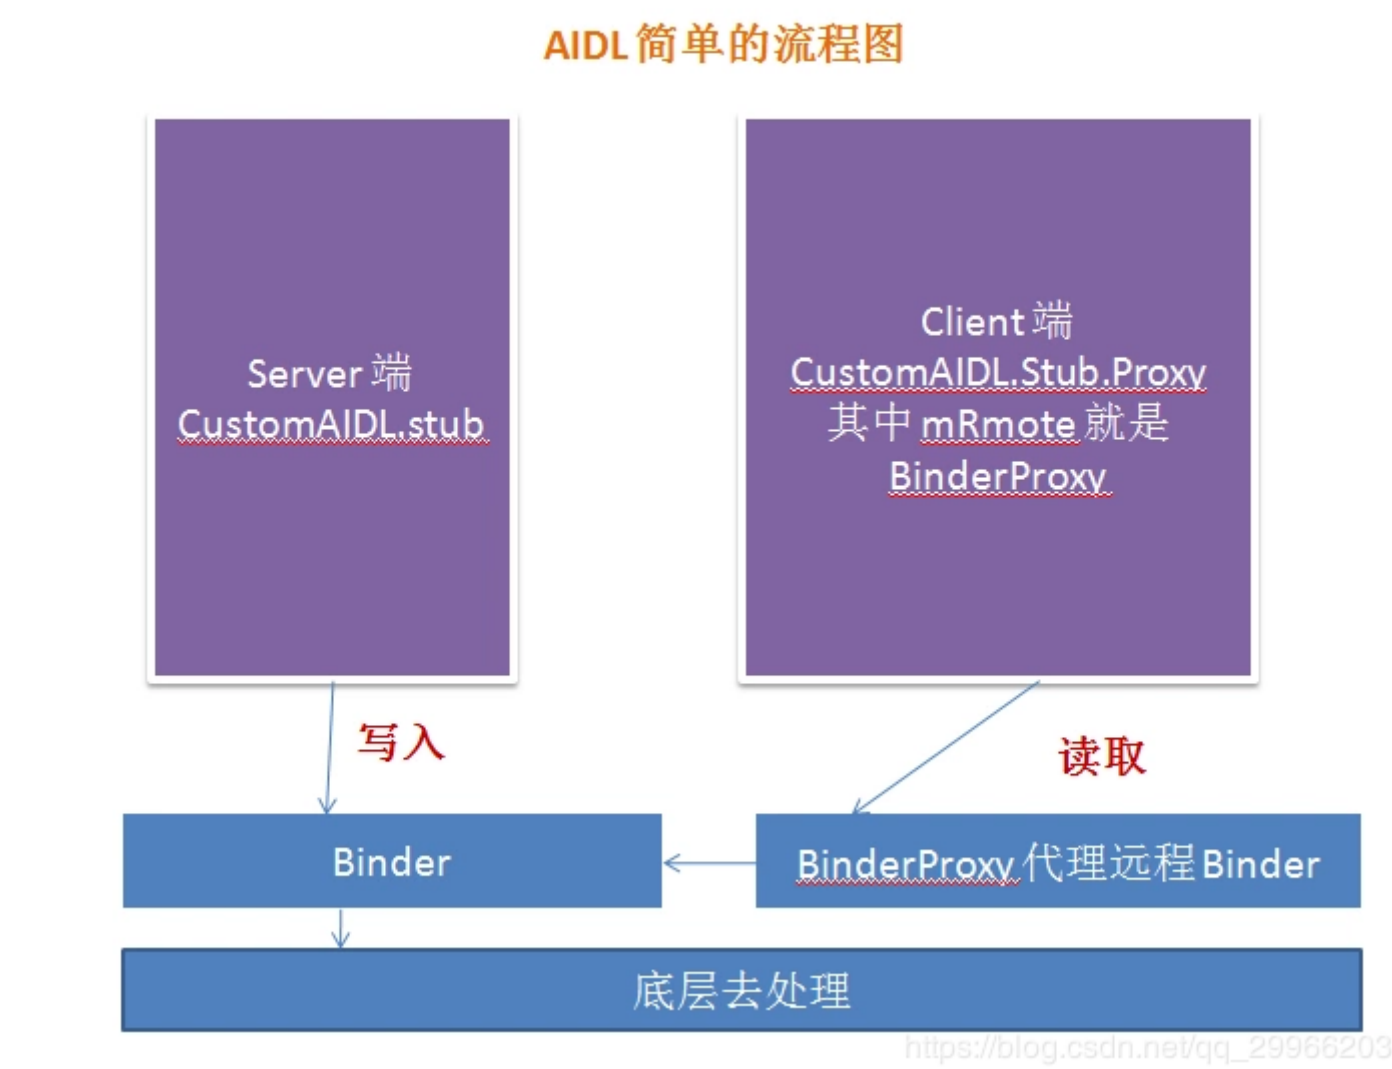 AIDL简单的流程图
Server端
CustomAIDL.stub
Client端
CustomAIDL.Stub.Proxy
其中mRmote就是
BinderProxy
写入
读取
Binder
BinderProxy代理远程Binder
底层去处理
https://blog.csdn.net/qq_29966203